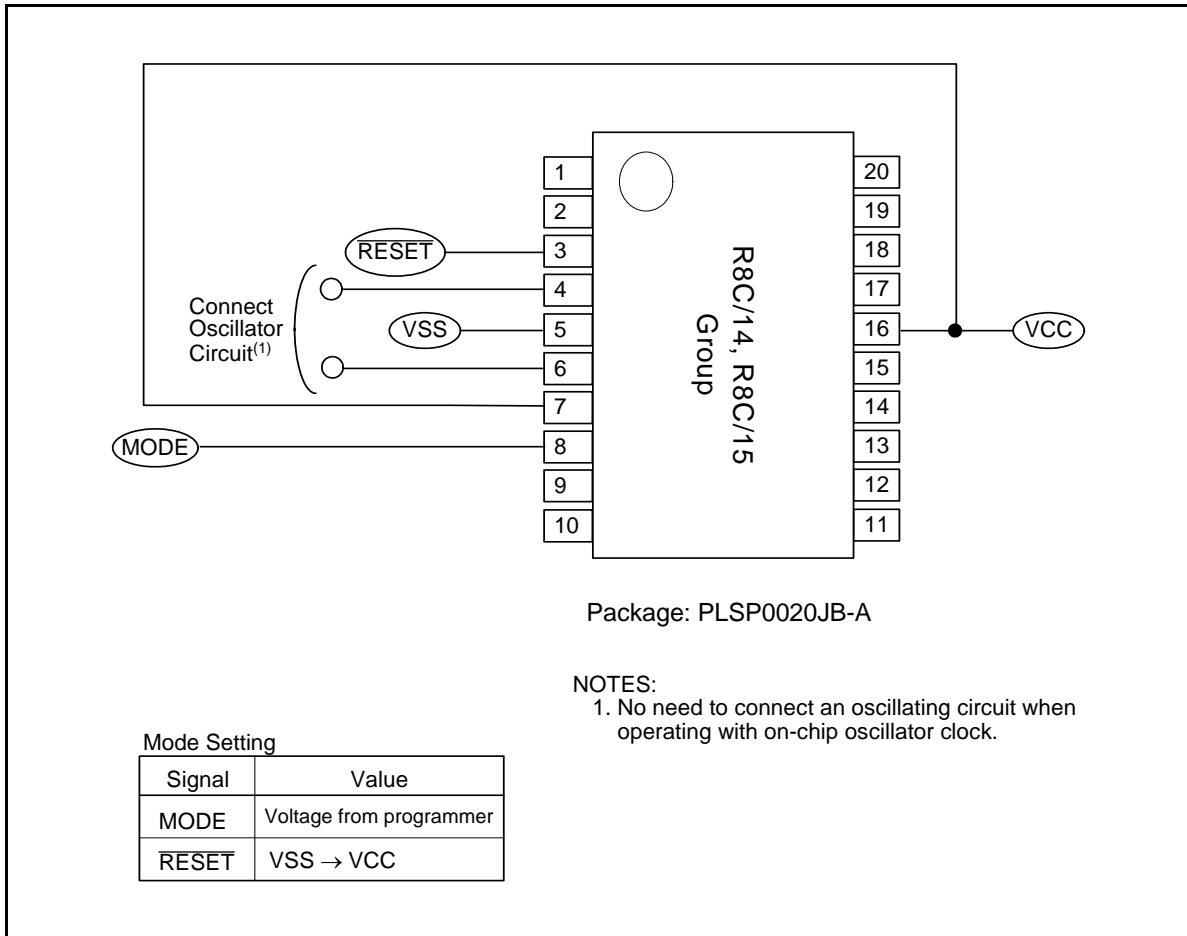 1
2
3
4
5
6
7
8
9
10
20
19
18
17
16
15
14
13
12
11
RESET
Connect
Oscillator
Circuit(1)
VSS
MODE
VCC
R8C/14, R8C/15
Group
Package: PLSP0020JB-A
NOTES:
1. No need to connect an oscillating circuit when
operating with on-chip oscillator clock.
Mode Setting
Signal Value
MODE Voltage from programmer
RESET VSS → VCC